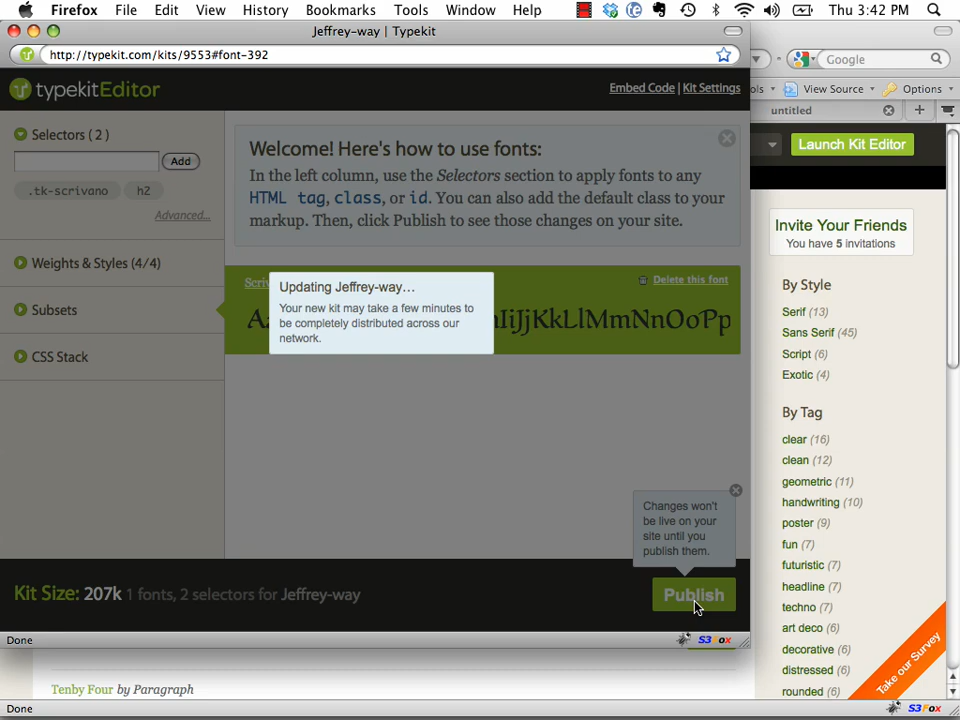 Firefox File Edit View History Bookmarks Tools Window Help Thu 3:42 PM
Jeffrey-way | Typekit
http://typekit.com/kits/9553#font-392
Google
View Source Options
untitled
typekitEditor
Embed Code | Kit Settings
Launch Kit Editor
Selectors ( 2 )
Add
.tk-scrivano h2
Advanced...
Weights & Styles (4/4)
Subsets
CSS Stack
Welcome! Here's how to use fonts:
In the left column, use the Selectors section to apply fonts to any
HTML tag, class, or id. You can also add the default class to your
markup. Then, click Publish to see those changes on your site.
Delete this font
IiJjKkLlMmNnOoPp
Updating Jeffrey-way...
Your new kit may take a few minutes to
be completely distributed across our
network.
Changes won't
be live on your
site until you
publish them.
Kit Size: 207k 1 fonts, 2 selectors for Jeffrey-way
Publish
Done
S3Fox
Invite Your Friends
You have 5 invitations
By Style
Serif (13)
Sans Serif (45)
Script (6)
Exotic (4)
By Tag
clear (16)
clean (12)
geometric (11)
handwriting (10)
poster (9)
fun (7)
futuristic (7)
headline (7)
techno (7)
art deco (6)
decorative (6)
distressed (6)
rounded (6)
Take our Survey
Tenby Four by Paragraph
Done
S3Fox